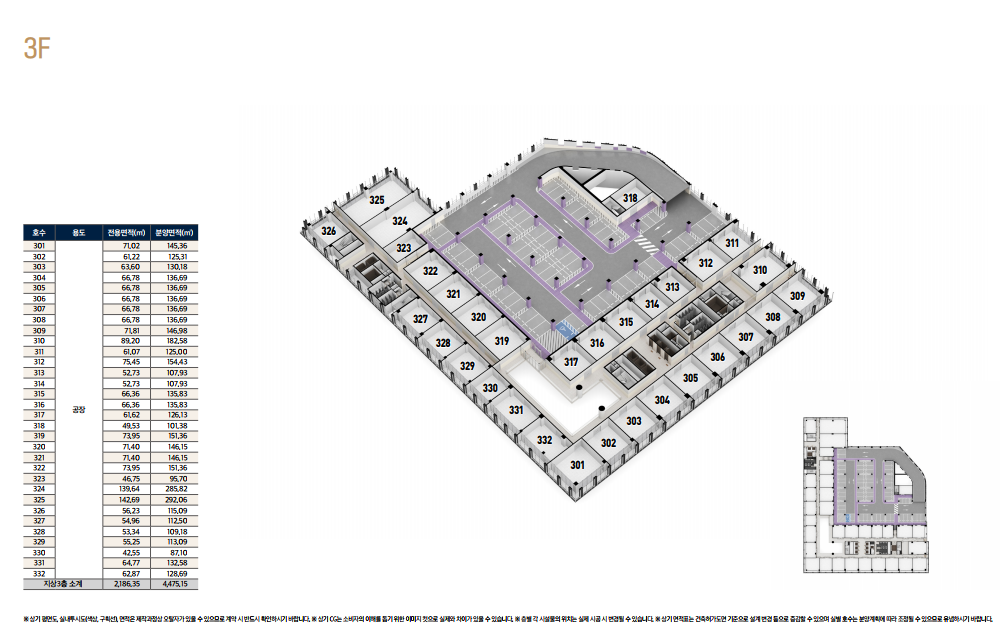 3F
호수 용도 전용면적(㎡) 분양면적(㎡)
301 71.02 145.36
302 61.22 125.31
303 63.60 130.18
304 66.78 136.69
305 66.78 136.69
306 66.78 136.69
307 66.78 136.69
308 66.78 136.69
309 71.81 146.98
310 89.20 182.58
311 61.07 125.00
312 75.45 154.43
313 52.73 107.93
314 52.73 107.93
315 66.36 135.83
316 66.36 135.83
공장
317 61.62 126.13
318 49.53 101.38
319 73.95 151.36
320 71.40 146.15
321 71.40 146.15
322 73.95 151.36
323 46.75 95.70
324 139.64 285.82
325 142.69 292.06
326 56.23 115.09
327 54.96 112.50
328 53.34 109.18
329 55.25 113.09
330 42.55 87.10
331 64.77 132.58
332 62.87 128.69
지상3층 소계 2,186.35 4,475.15
325
318
324
326
323
311
312
322
310
313
321
309
314
320
315
308
327
319
316
307
328
317
306
329
305
330
304
331
303
332
302
301
※ 상기 평면도, 실내투시도(색상, 구획선), 면적은 제작과정상 오탈자가 있을 수 있으므로 계약 시 반드시 확인하시기 바랍니다. ※ 상기 CG는 소비자의 이해를 돕기 위한 이미지 컷으로 실제와 차이가 있을 수 있습니다. ※ 층별 각 시설물의 위치는 실제 시공 시 변경될 수 있습니다. ※ 상기 면적표는 건축허가도면 기준으로 설계 변경 등으로 증감할 수 있으며 실별 호수는 분양계획에 따라 조정될 수 있으므로 유념하시기 바랍니다.